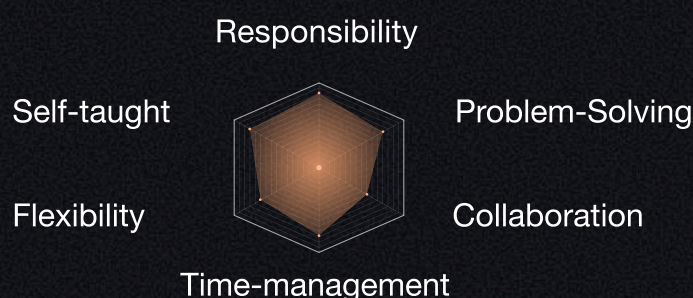 Responsibility
Self-taught
Problem-Solving
Flexibility
Collaboration
Time-management